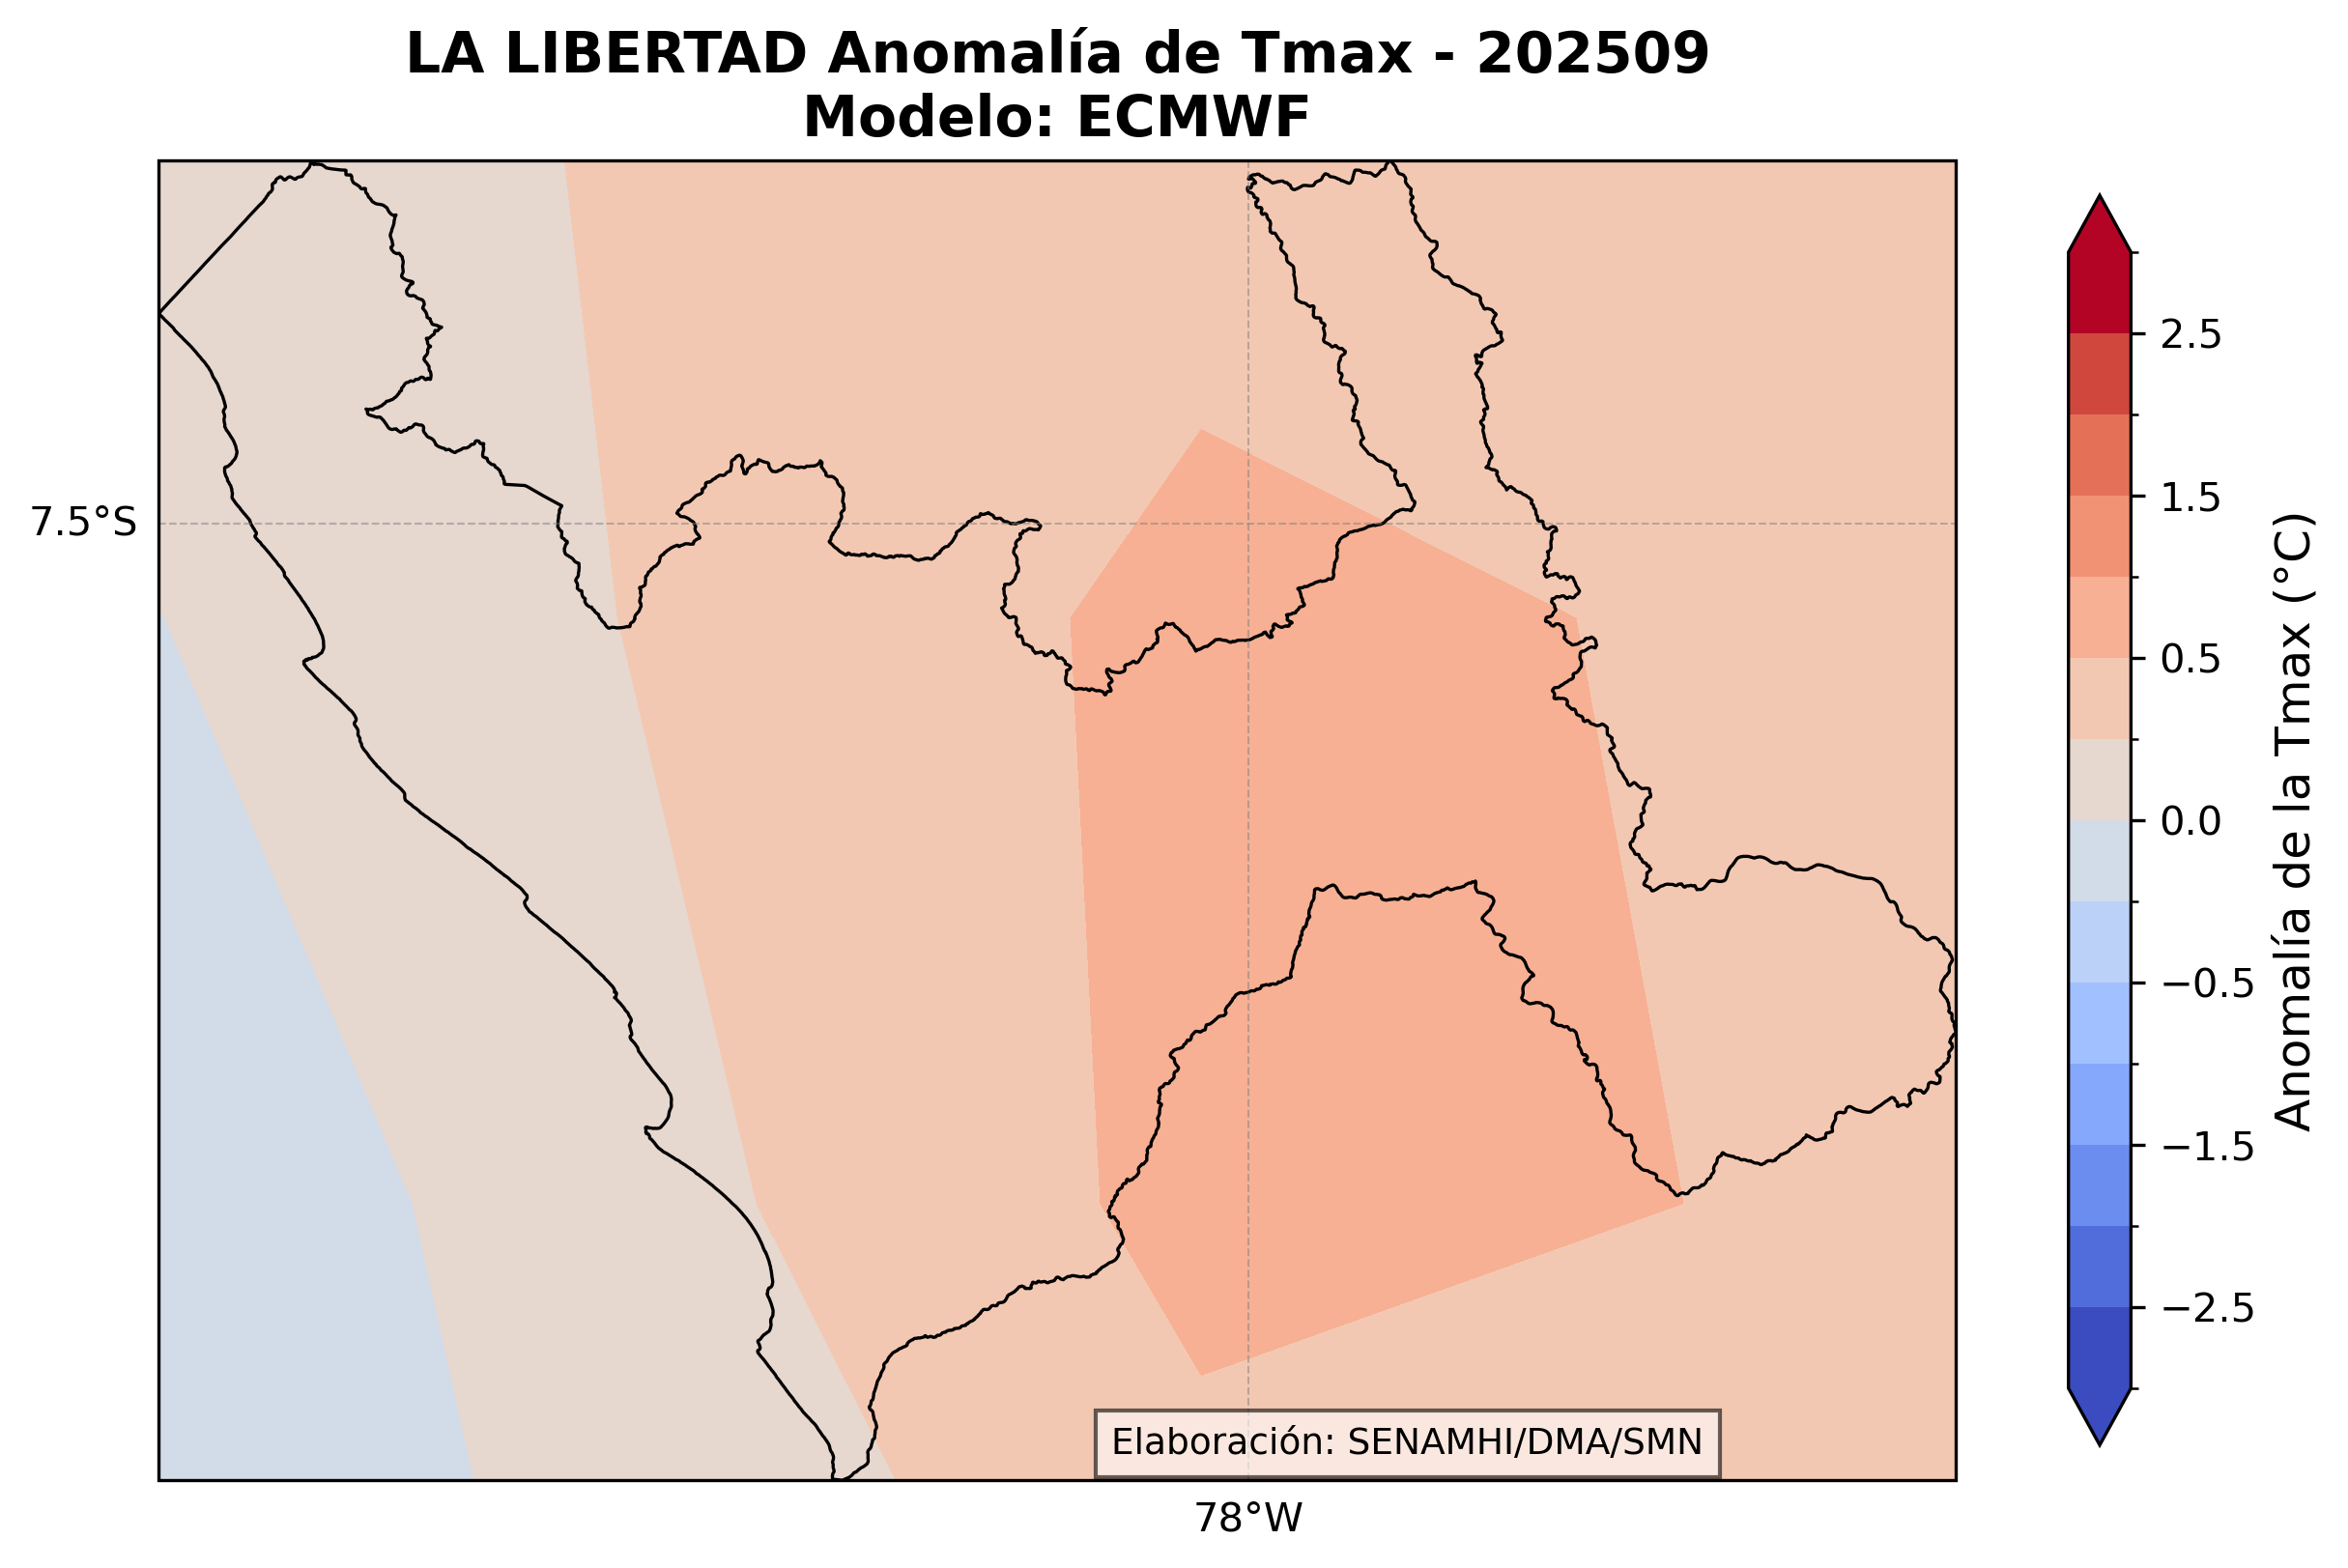 LA LIBERTAD Anomalía de Tmax - 202509
Modelo: ECMWF
7.5°S
78°W
Elaboración: SENAMHI/DMA/SMN
2.5
1.5
0.5
0.0
−0.5
−1.5
−2.5
Anomalía de la Tmax (°C)